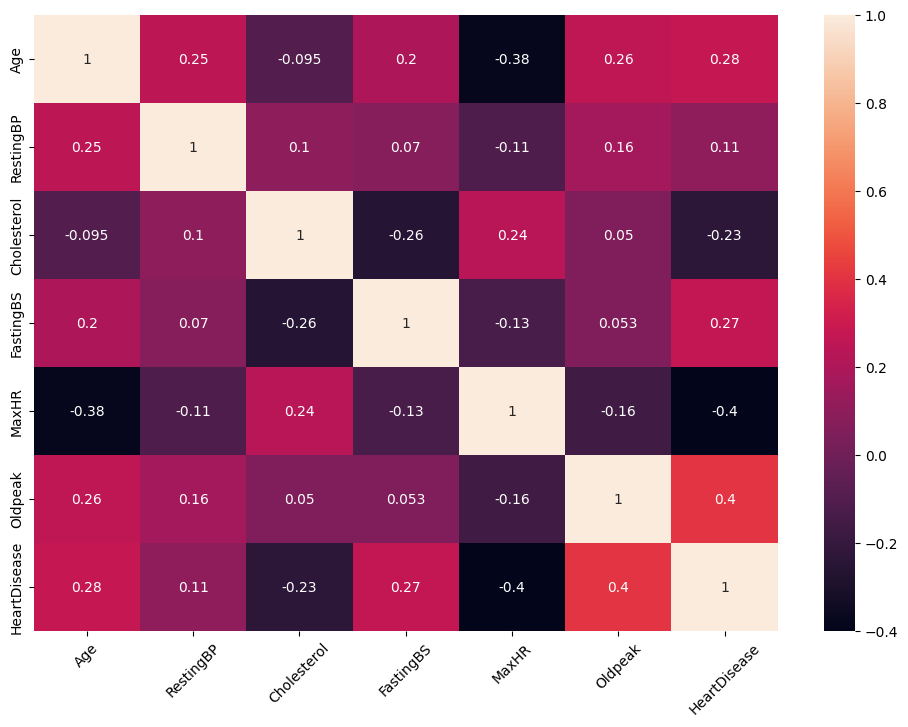 Age 1 0.25 -0.095 0.2 -0.38 0.26 0.28
RestingBP 0.25 1 0.1 0.07 -0.11 0.16 0.11
Cholesterol -0.095 0.1 1 -0.26 0.24 0.05 -0.23
FastingBS 0.2 0.07 -0.26 1 -0.13 0.053 0.27
MaxHR -0.38 -0.11 0.24 -0.13 1 -0.16 -0.4
Oldpeak 0.26 0.16 0.05 0.053 -0.16 1 0.4
HeartDisease 0.28 0.11 -0.23 0.27 -0.4 0.4 1
Age RestingBP Cholesterol FastingBS MaxHR Oldpeak HeartDisease
1.0
0.8
0.6
0.4
0.2
0.0
−0.2
−0.4